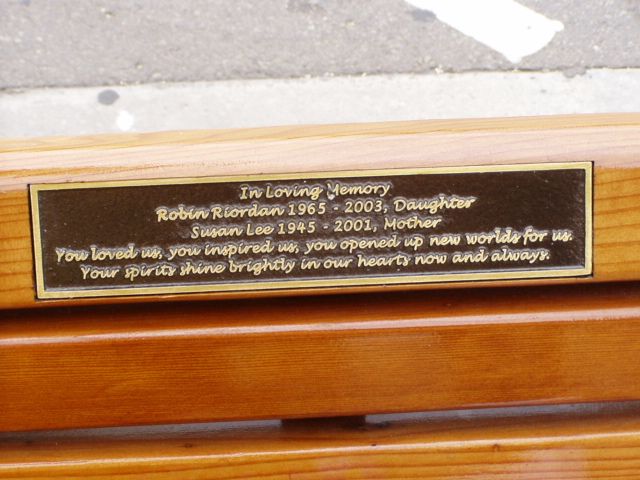 In Loving Memory
Robin Riordan 1965 - 2003, Daughter
Susan Lee 1945 - 2001, Mother
You loved us, you inspired us, you opened up new worlds for us.
Your spirits shine brightly in our hearts now and always.